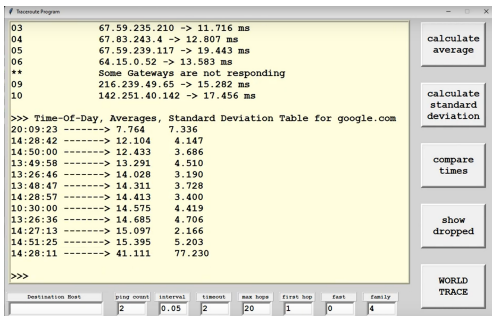 Traceroute Program
03 67.59.235.210 -> 11.716 ms
04 67.83.243.4 -> 12.807 ms
05 67.59.239.117 -> 19.443 ms
06 64.15.0.52 -> 13.583 ms
** Some Gateways are not responding
09 216.239.49.65 -> 15.282 ms
10 142.251.40.142 -> 17.456 ms
>>> Time-Of-Day, Averages, Standard Deviation Table for google.com
20:09:23 -------> 7.764 7.336
14:28:42 -------> 12.104 4.147
14:50:00 -------> 12.433 3.686
13:49:58 -------> 13.291 4.510
13:26:46 -------> 14.028 3.190
13:48:47 -------> 14.311 3.728
14:28:57 -------> 14.413 3.400
10:30:00 -------> 14.575 4.419
13:26:36 -------> 14.685 4.706
14:27:13 -------> 15.097 2.166
14:51:25 -------> 15.395 5.203
14:28:11 -------> 41.111 77.230
>>>
calculate
average
calculate
standard
deviation
compare
times
show
dropped
WORLD
TRACE
Destination Host ping count interval timeout max hops first hop fast family
2 0.05 2 20 1 0 4